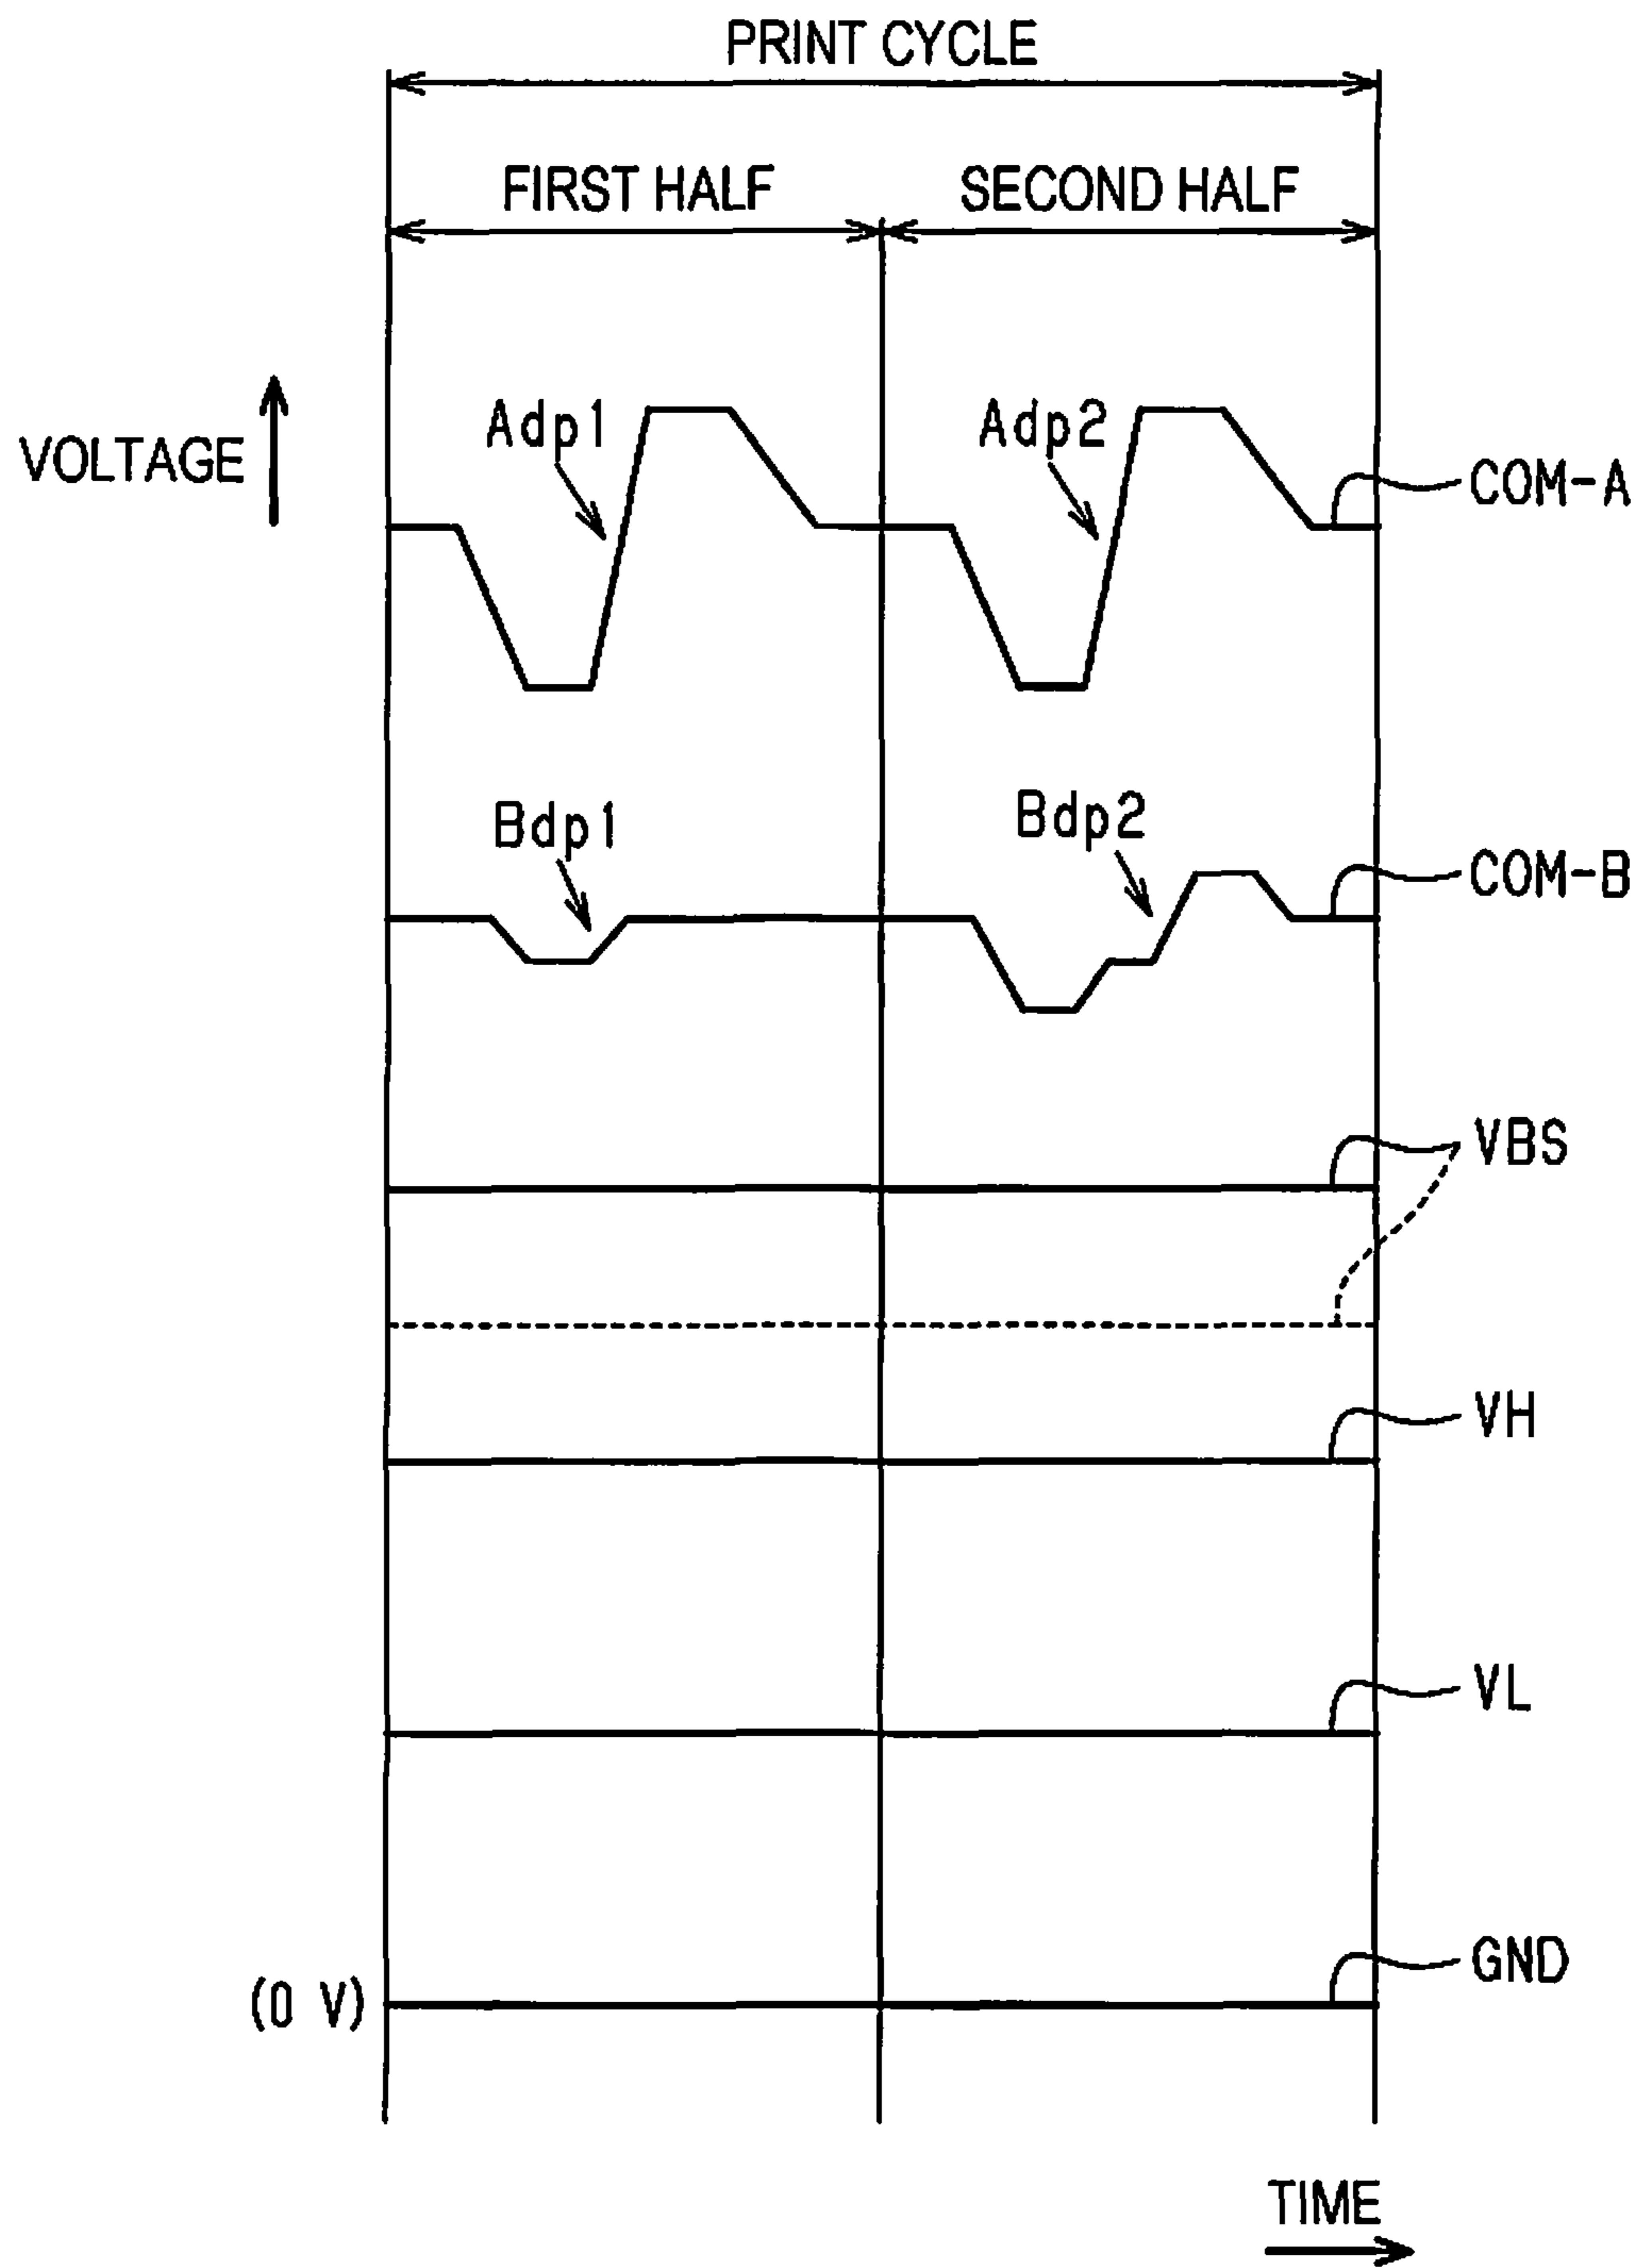 PRINT CYCLE
FIRST HALF
SECOND HALF
VOLTAGE
Adp1
Adp2
COM-A
Bdp1
Bdp2
COM-B
VBS
VH
VL
GND
(0 V)
TIME